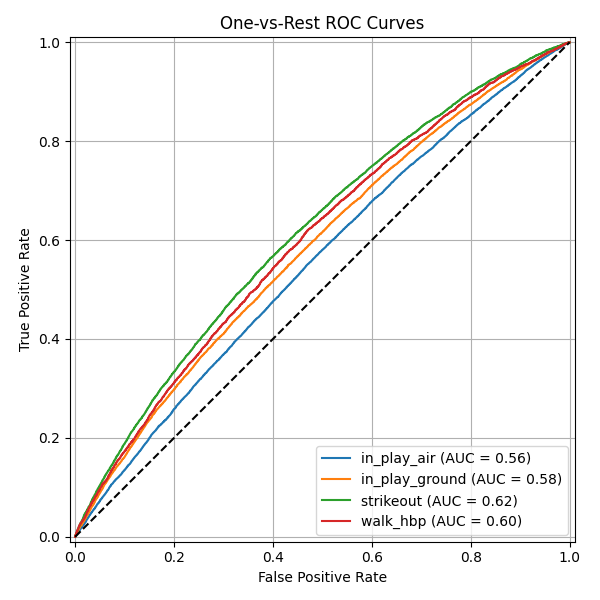 One-vs-Rest ROC Curves
True Positive Rate
1.0
0.8
0.6
0.4
0.2
0.0
in_play_air (AUC = 0.56)
in_play_ground (AUC = 0.58)
strikeout (AUC = 0.62)
walk_hbp (AUC = 0.60)
0.0 0.2 0.4 0.6 0.8 1.0
False Positive Rate